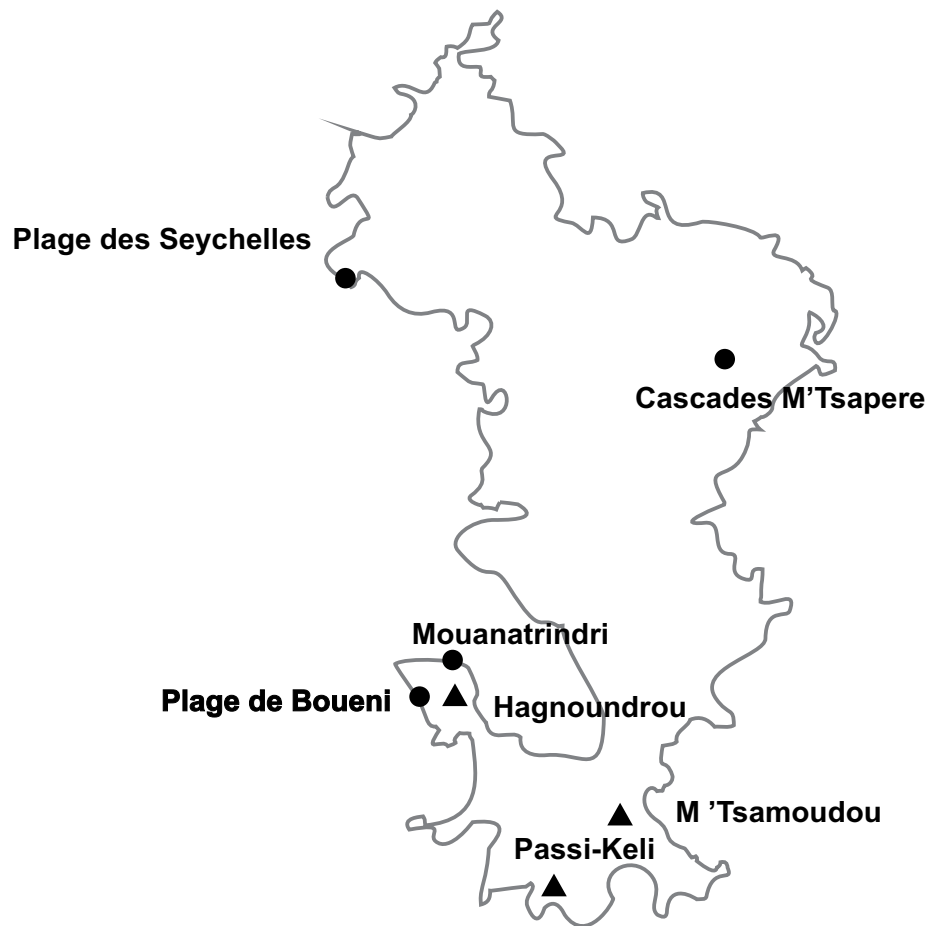 Plage des Seychelles
Cascades M’Tsapere
Mouanatrindri
Plage de Boueni
Hagnoundrou
M ’Tsamoudou
Passi-Keli